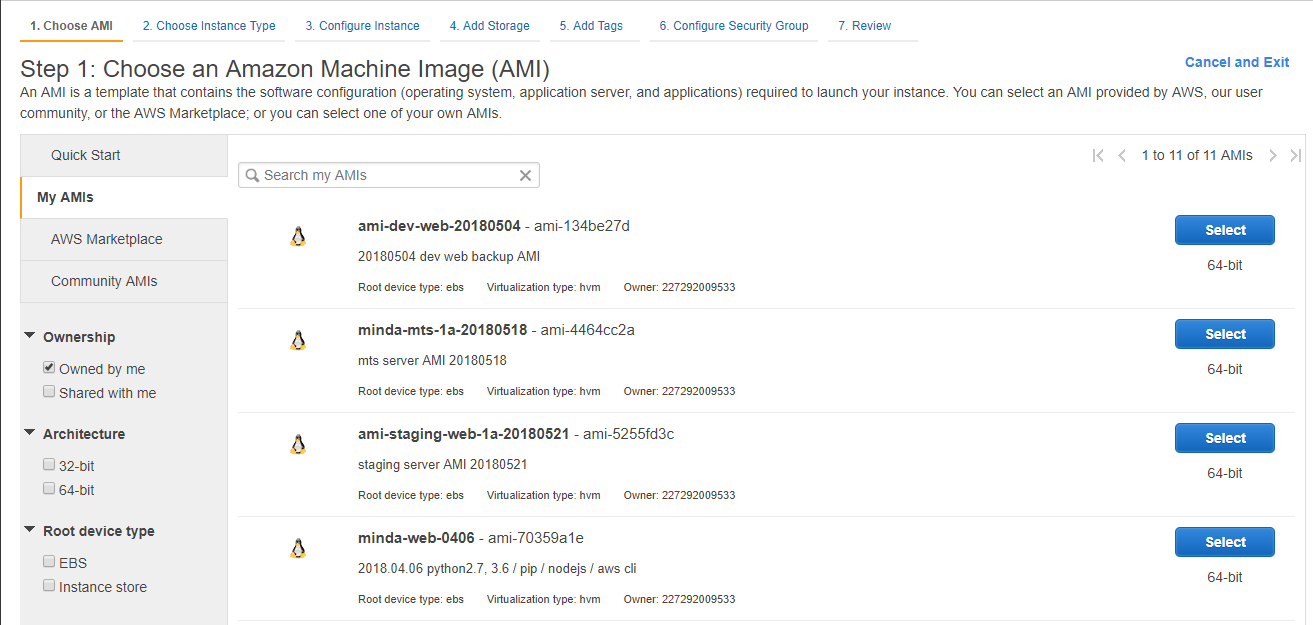 1. Choose AMI 2. Choose Instance Type 3. Configure Instance 4. Add Storage 5. Add Tags 6. Configure Security Group 7. Review
Step 1: Choose an Amazon Machine Image (AMI)
Cancel and Exit
An AMI is a template that contains the software configuration (operating system, application server, and applications) required to launch your instance. You can select an AMI provided by AWS, our user
community, or the AWS Marketplace; or you can select one of your own AMIs.
Quick Start
My AMIs
AWS Marketplace
Community AMIs
Ownership
Owned by me
Shared with me
Architecture
32-bit
64-bit
Root device type
EBS
Instance store
Search my AMIs
1 to 11 of 11 AMIs
ami-dev-web-20180504 - ami-134be27d
Select
20180504 dev web backup AMI
64-bit
Root device type: ebs Virtualization type: hvm Owner: 227292009533
minda-mts-1a-20180518 - ami-4464cc2a
Select
mts server AMI 20180518
64-bit
Root device type: ebs Virtualization type: hvm Owner: 227292009533
ami-staging-web-1a-20180521 - ami-5255fd3c
Select
staging server AMI 20180521
64-bit
Root device type: ebs Virtualization type: hvm Owner: 227292009533
minda-web-0406 - ami-70359a1e
Select
2018.04.06 python2.7, 3.6 / pip / nodejs / aws cli
64-bit
Root device type: ebs Virtualization type: hvm Owner: 227292009533